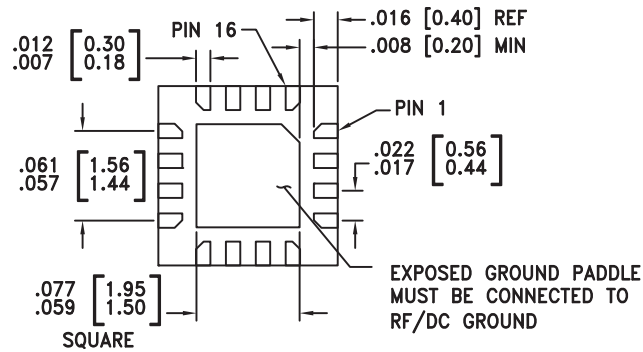 .016 [0.40] REF
.008 [0.20] MIN
.012 [0.30]
.007 [0.18]
PIN 16
PIN 1
.061 [1.56]
.057 [1.44]
.022 [0.56]
.017 [0.44]
.077 [1.95]
.059 [1.50]
SQUARE
EXPOSED GROUND PADDLE
MUST BE CONNECTED TO
RF/DC GROUND